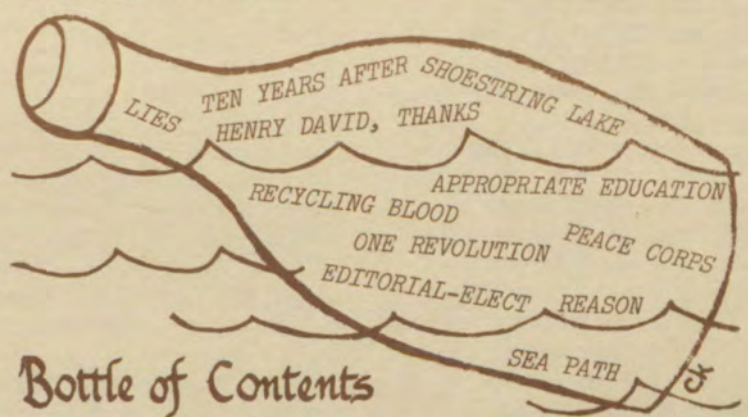 TEN YEARS AFTER SHOESTRING LAKE
LIES HENRY DAVID, THANKS
APPROPRIATE EDUCATION
RECYCLING BLOOD
ONE REVOLUTION PEACE CORPS
EDITORIAL-ELECT REASON
SEA PATH
Bottle of Contents